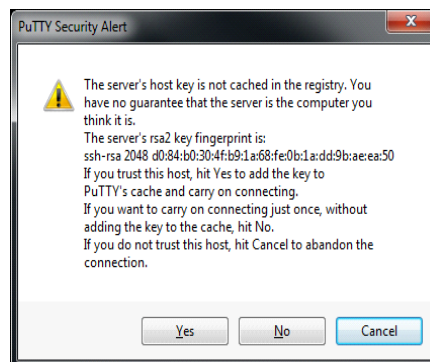 PuTTY Security Alert
The server's host key is not cached in the registry. You
have no guarantee that the server is the computer you
think it is.
The server's rsa2 key fingerprint is:
ssh-rsa 2048 d0:84:b0:30:4f:b9:1a:68:fe:0b:1a:dd:9b:ae:ea:50
If you trust this host, hit Yes to add the key to
PuTTY's cache and carry on connecting.
If you want to carry on connecting just once, without
adding the key to the cache, hit No.
If you do not trust this host, hit Cancel to abandon the
connection.
Yes No Cancel